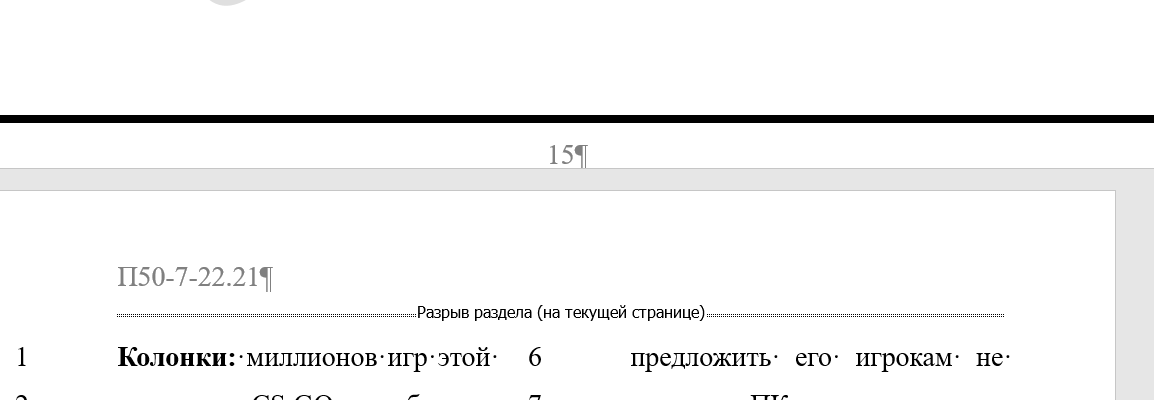 15¶
П50-7-22.21¶
Разрыв раздела (на текущей странице)
1 Колонки:·миллионов·игр·этой·
6 предложить· его· игрокам· не·